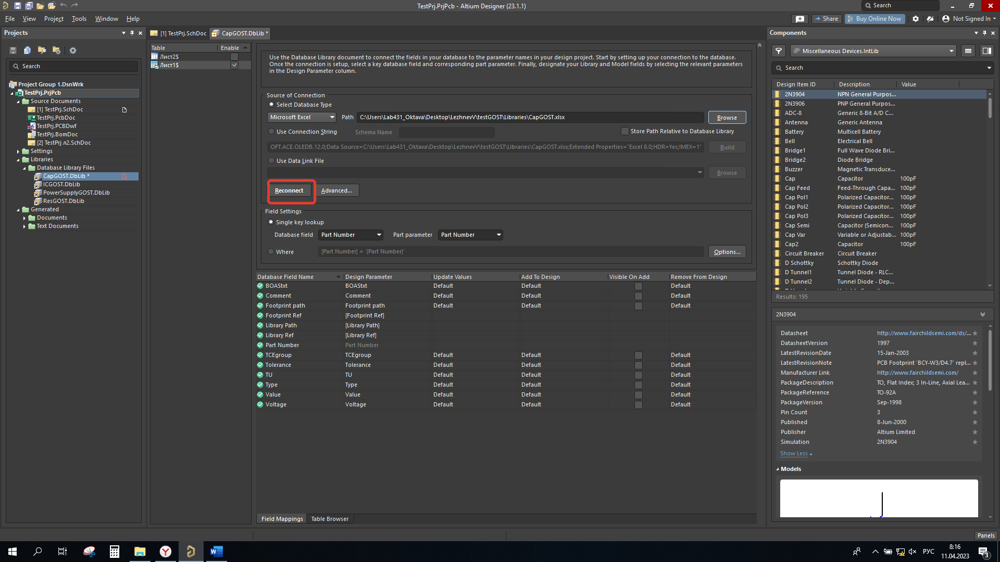 TestPrj.PrjPcb - Altium Designer (23.1.1)
Search
File View Project Tools Window Help
Share
Buy Online Now
Not Signed In
Projects
Search
Project Group 1.DsnWrk
TestPrj.PrjPcb
Source Documents
[1] TestPrj.SchDoc
TestPrj.PcbDoc
TestPrj.PCBDwf
TestPrj.BomDoc
[2] TestPrj л2.SchDoc
Settings
Libraries
Database Library Files
CapGOST.DbLib *
ICGOST.DbLib
PowerSupplyGOST.DbLib
ResGOST.DbLib
Generated
Documents
Text Documents
[1] TestPrj.SchDoc
CapGOST.DbLib *
Table Enable
Лист2$
Лист1$
Use the Database Library document to connect the fields in your database to the parameter names in your design project. Start by setting up your connection to the database.
Once the connection is setup, select a key database field and corresponding part parameter. Finally, designate your Library and Model fields by selecting the relevant parameters
in the Design Parameter column.
Source of Connection
Select Database Type
Microsoft Excel Path C:\Users\Lab431_Oktava\Desktop\LezhnevV\testGOST\Libraries\CapGOST.xlsx Browse
Use Connection String Schema Name Store Path Relative to Database Library
OFT.ACE.OLEDB.12.0;Data Source=C:\Users\Lab431_Oktava\Desktop\LezhnevV\testGOST\Libraries\CapGOST.xlsx;Extended Properties="Excel 8.0;HDR=Yes;IMEX=1" Build
Use Data Link File
Browse
Reconnect Advanced...
Field Settings
Single key lookup
Database field Part Number Part parameter Part Number
Where [Part Number] = '{Part Number}' Options...
Database Field Name Design Parameter Update Values Add To Design Visible On Add Remove From Design
BOAStxt BOAStxt Default Default Default
Comment Comment Default Default Default
Footprint path Footprint path Default Default Default
Footprint Ref [Footprint Ref]
Library Path [Library Path]
Library Ref [Library Ref]
Part Number Part Number
TCEgroup TCEgroup Default Default Default
Tolerance Tolerance Default Default Default
TU TU Default Default Default
Type Type Default Default Default
Value Value Default Default Default
Voltage Voltage Default Default Default
Field Mappings Table Browser
Components
Miscellaneous Devices.IntLib
Search
Design Item ID Description Value
2N3904 NPN General Purpos...
2N3906 PNP General Purpos...
ADC-8 Generic 8-Bit A/D C...
Antenna Generic Antenna
Battery Multicell Battery
Bell Electrical Bell
Bridge1 Full Wave Diode Bri...
Bridge2 Diode Bridge
Buzzer Magnetic Transduce...
Cap Capacitor 100pF
Cap Feed Feed-Through Capa... 100pF
Cap Pol1 Polarized Capacitor... 100pF
Cap Pol2 Polarized Capacitor... 100pF
Cap Pol3 Polarized Capacitor... 100pF
Cap Semi Capacitor (Semicon... 100pF
Cap Var Variable or Adjustab... 100pF
Cap2 Capacitor 100pF
Circuit Breaker Circuit Breaker
D Schottky Schottky Diode
D Tunnel1 Tunnel Diode - RLC...
D Tunnel2 Tunnel Diode - Dep...
Results: 195
2N3904
Datasheet http://www.fairchildsemi.com/ds/...
DatasheetVersion 1997
LatestRevisionDate 15-Jan-2003
LatestRevisionNote PCB Footprint 'BCY-W3/D4.7' repl...
Manufacturer Link http://www.fairchildsemi.com/
PackageDescription TO, Flat Index; 3 In-Line, Axial Lea...
PackageReference TO-92A
PackageVersion Sep-1998
Pin Count 3
Published 8-Jun-2000
Publisher Altium Limited
Simulation 2N3904
Show Less
Models
Panels
РУС
8:16
11.04.2023
3